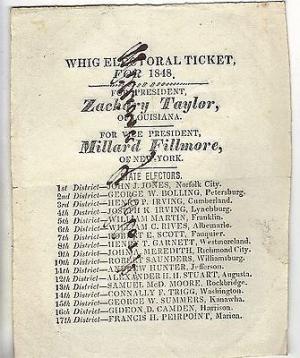 WHIG ELECTORAL TICKET,
FOR 1848.
FOR PRESIDENT,
Zachary Taylor,
OF LOUISIANA.
FOR VICE PRESIDENT,
Millard Fillmore,
OF NEW-YORK.
STATE ELECTORS.
1st District—JOHN J. JONES, Norfolk City.
2nd District—GEORGE W. BOLLING, Petersburg.
3rd District—HENRY P. IRVING, Cumberland.
4th District—JOSEPH K. IRVING, Lynchburg.
5th District—WILLIAM MARTIN, Franklin.
6th District—WILLIAM C. RIVES, Albemarle.
7th District—ROBERT E. SCOTT, Fauquier.
8th District—HENRY T. GARNETT, Westmoreland.
9th District—JOHN A. MEREDITH, Richmond City.
10th District—ROBERT SAUNDERS, Williamsburg.
11th District—ANDREW HUNTER, Jefferson.
12th District—ALEXANDER H. H. STUART, Augusta.
13th District—SAMUEL McD. MOORE, Rockbridge.
14th District—CONNALLY F. TRIGG, Washington.
15th District—GEORGE W. SUMMERS, Kanawha.
16th District—GIDEON D. CAMDEN, Harrison.
17th District—FRANCIS H. PEIRPOINT, Marion.